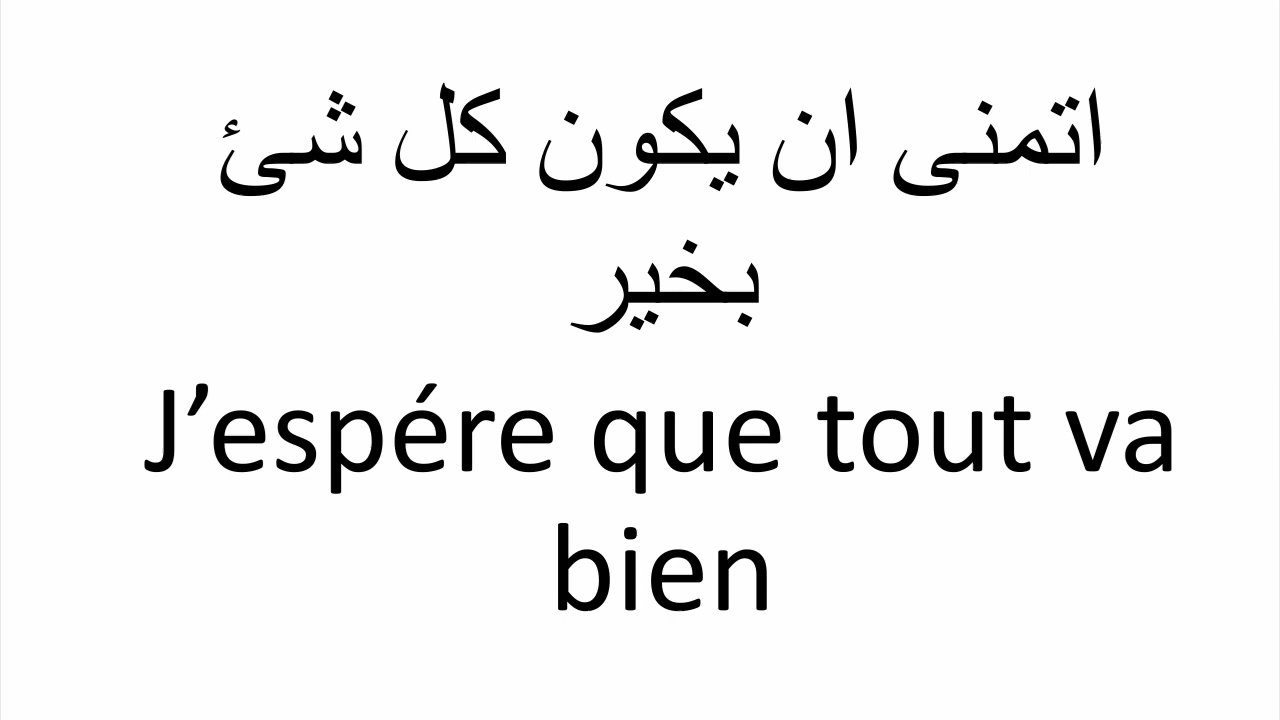 اتمنى ان يكون كل شئ
بخير
J’espére que tout va
bien